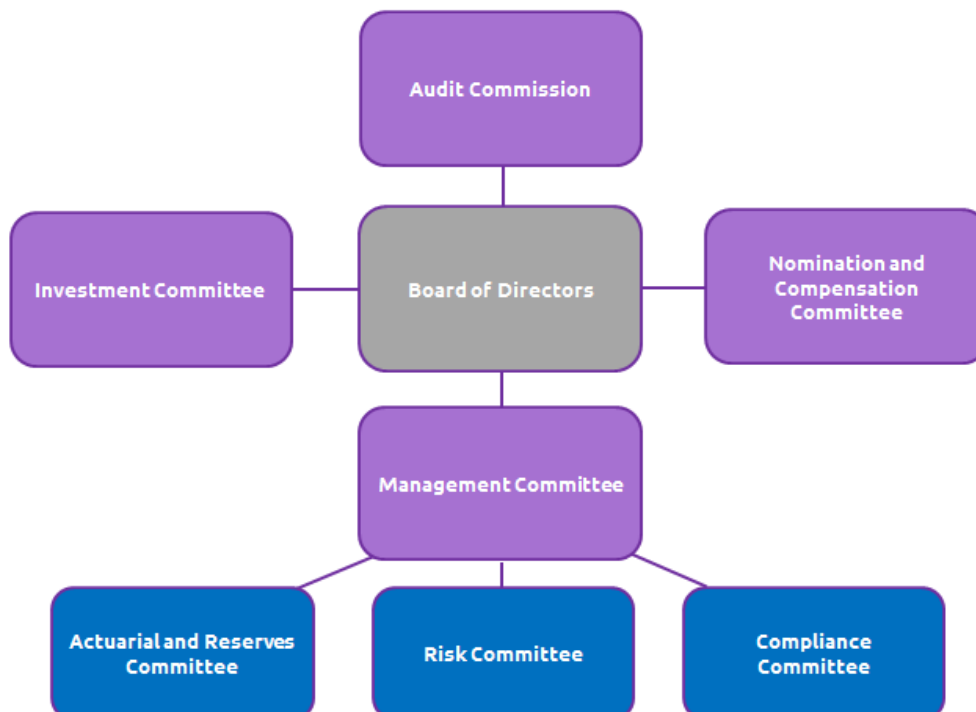 Audit Commission
Investment Committee
Board of Directors
Nomination and
Compensation
Committee
Management Committee
Actuarial and Reserves
Committee
Risk Committee
Compliance
Committee